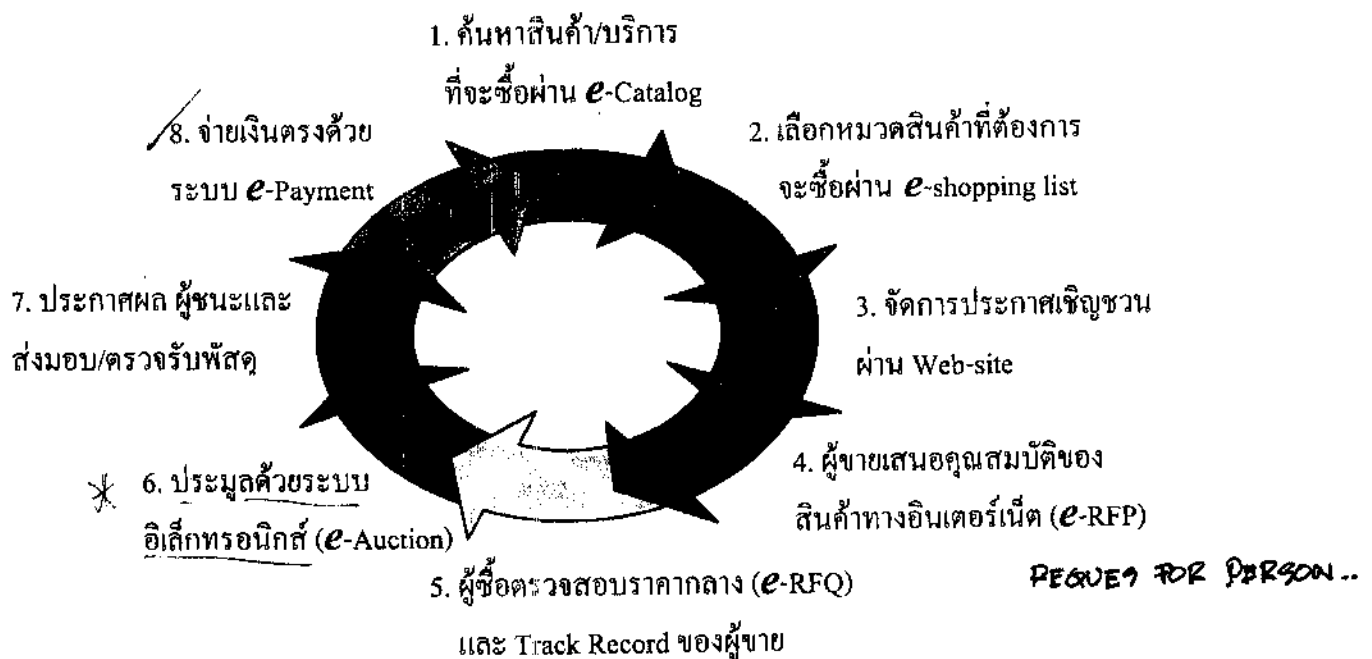 1. ค้นหาสินค้า/บริการ
ที่จะซื้อผ่าน e-Catalog
2. เลือกหมวดสินค้าที่ต้องการ
จะซื้อผ่าน e-shopping list
3. จัดการประกาศเชิญชวน
ผ่าน Web-site
4. ผู้ขายเสนอคุณสมบัติของ
สินค้าทางอินเตอร์เน็ต (e-RFP)
5. ผู้ซื้อตรวจสอบราคากลาง (e-RFQ)
และ Track Record ของผู้ขาย
6. ประมูลด้วยระบบ
อิเล็กทรอนิกส์ (e-Auction)
7. ประกาศผล ผู้ชนะและ
ส่งมอบ/ตรวจรับพัสดุ
8. จ่ายเงินตรงด้วย
ระบบ e-Payment
FOR PERSON..